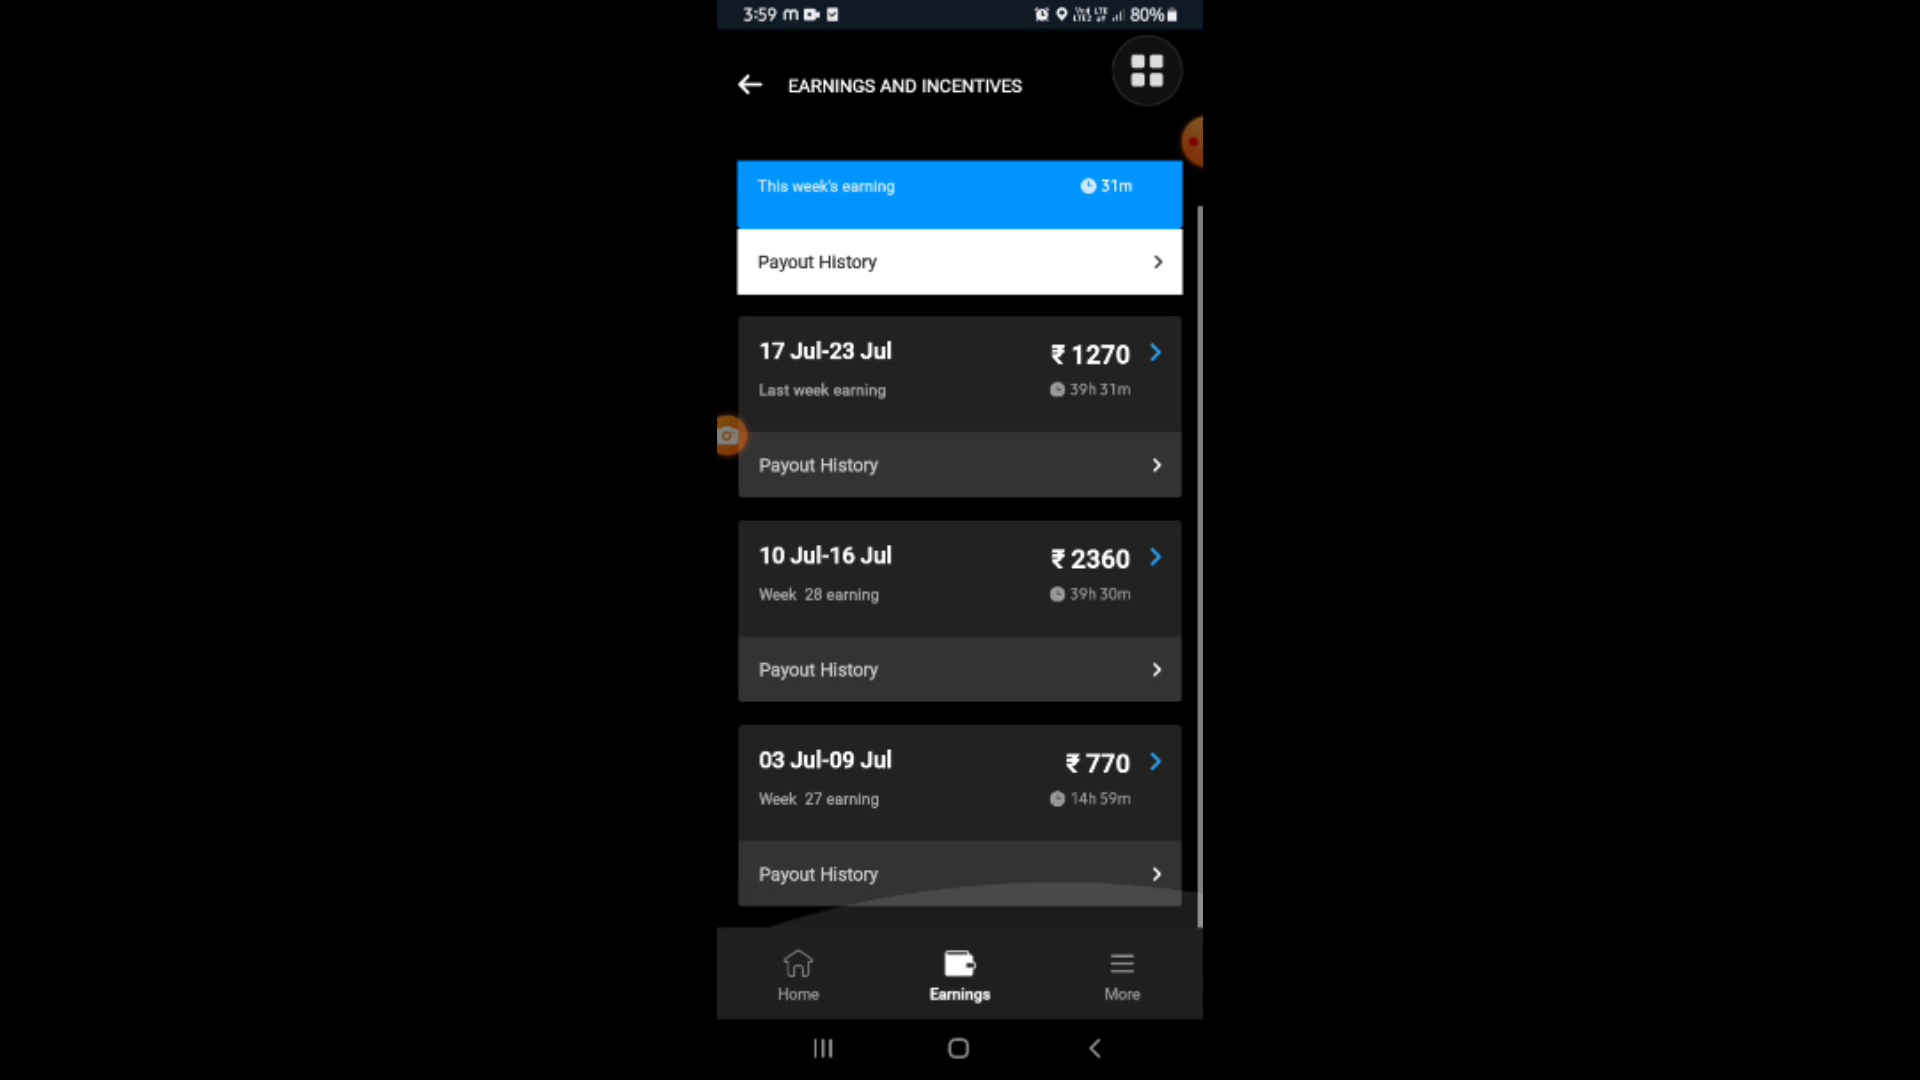 3:59 m 80%
EARNINGS AND INCENTIVES
This week's earning 31m
Payout History
17 Jul-23 Jul ₹ 1270
Last week earning 39h 31m
Payout History
10 Jul-16 Jul ₹ 2360
Week 28 earning 39h 30m
Payout History
03 Jul-09 Jul ₹ 770
Week 27 earning 14h 59m
Payout History
Home Earnings More